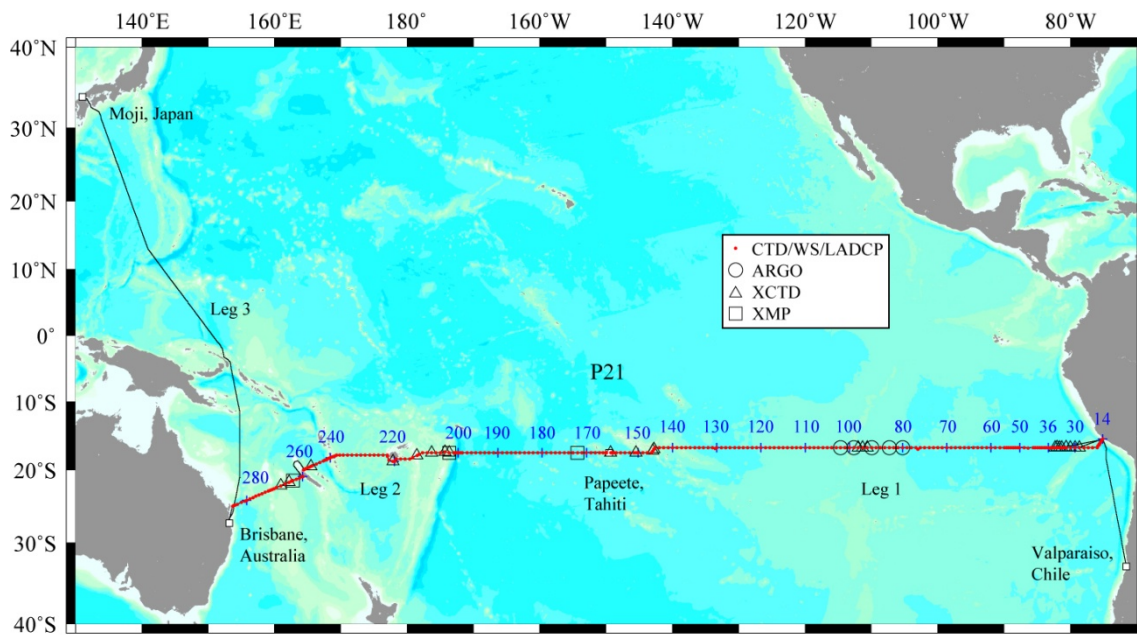 140°E 160°E 180° 160°W 140°W 120°W 100°W 80°W
40°N
30°N
20°N
10°N
0°
10°S
20°S
30°S
40°S
Moji, Japan
Leg 3
CTD/WS/LADCP
ARGO
XCTD
XMP
P21
280 260 240 220 200 190 180 170 160 150 140 130 120 110 100 90 80 70 60 50 36 30 14
Leg 2
Papeete,
Tahiti
Leg 1
Brisbane,
Australia
Valparaiso,
Chile